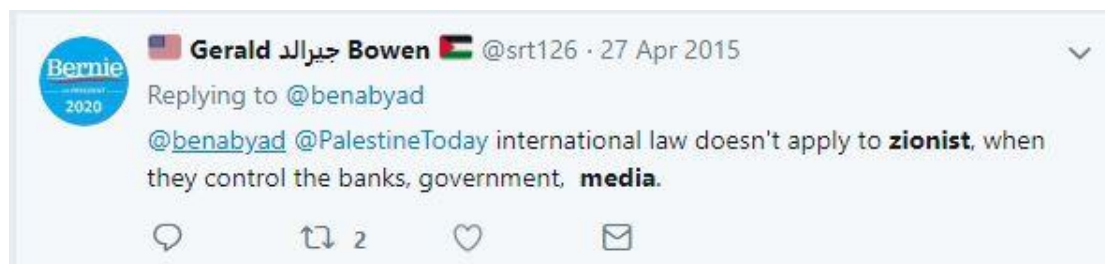 Bernie
2020
Gerald جيرالد Bowen @srt126 · 27 Apr 2015
Replying to @benabyad
@benabyad @PalestineToday international law doesn't apply to zionist, when
they control the banks, government, media.
2